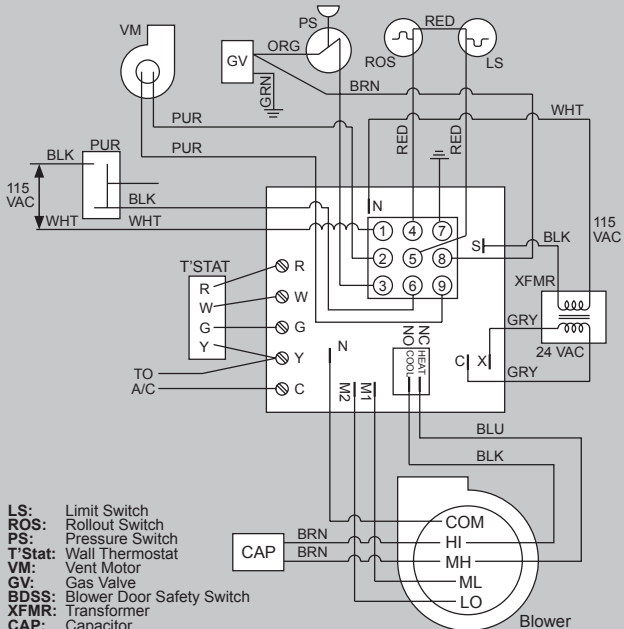 PS
RED
VM
ORG
ROS
LS
GV
GRN
BRN
PUR
WHT
RED
RED
PUR
BLK
PUR
115
VAC
BLK
N
WHT
WHT
1
4
7
S
BLK
115
VAC
2
5
8
T'STAT
R
XFMR
3
6
9
R
W
W
G
G
GRY
Y
Y
N
NO
NC
COOL
HEAT
C
X
24 VAC
TO
A/C
C
M2
M1
GRY
BLU
BLK
LS: Limit Switch
ROS: Rollout Switch
PS: Pressure Switch
T'Stat: Wall Thermostat
VM: Vent Motor
GV: Gas Valve
BDSS: Blower Door Safety Switch
XFMR: Transformer
CAP: Capacitor
CAP
BRN
BRN
COM
HI
MH
ML
LO
Blower